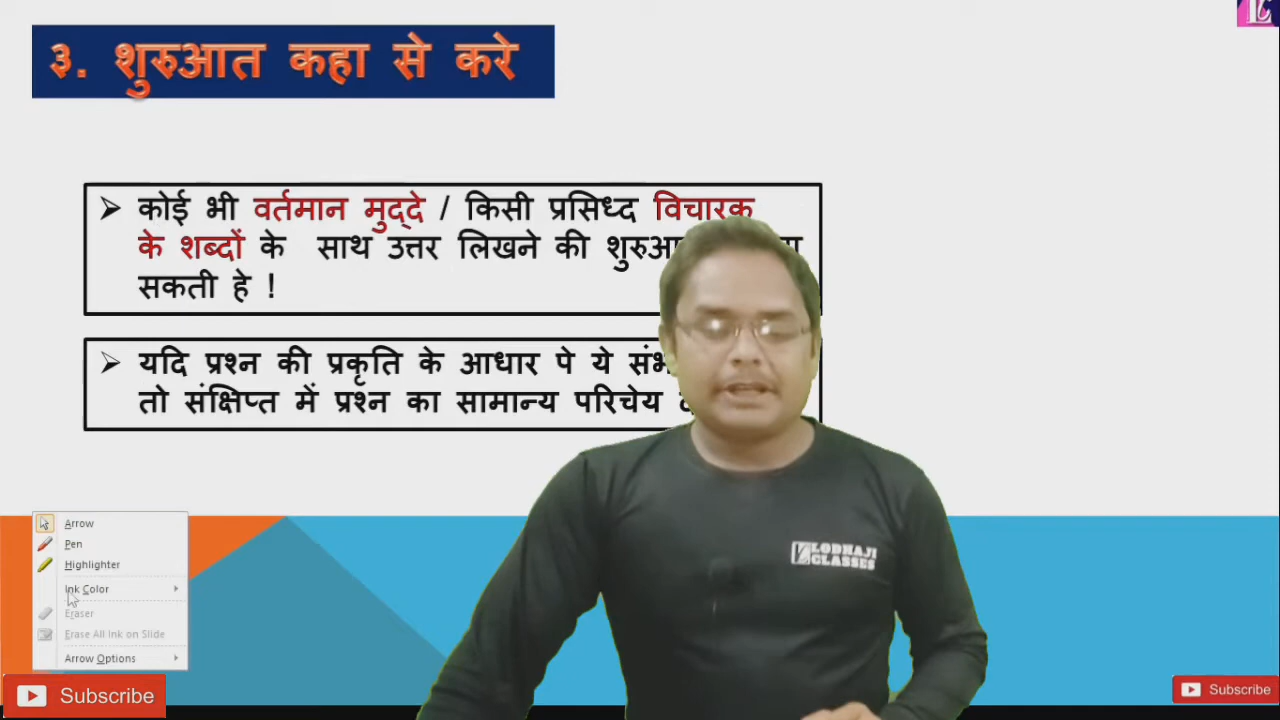 ३. शुरुआत कहा से करे
➢ कोई भी वर्तमान मुद्दे / किसी प्रसिध्द विचारक
के शब्दों के साथ उत्तर लिखने की
सकती हे !
➢ यदि प्रश्न की प्रकृति के आधार पे ये
तो संक्षिप्त में प्रश्न का सामान्य परिचेय
Arrow
Pen
Highlighter
Ink Color
Eraser
Erase All Ink on Slide
Arrow Options
LODHAJI
CLASSES
Subscribe
Subscribe